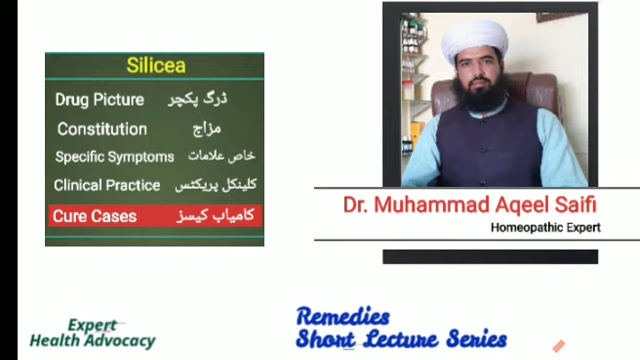 Silicea
Drug Picture ڈرگ پکچر
Constitution مزاج
Specific Symptoms خاص علامات
Clinical Practice کلینکل پریکٹس
Cure Cases کامیاب کیسز
Dr. Muhammad Aqeel Saifi
Homeopathic Expert
Expert
Health Advocacy
Remedies
Short Lecture Series